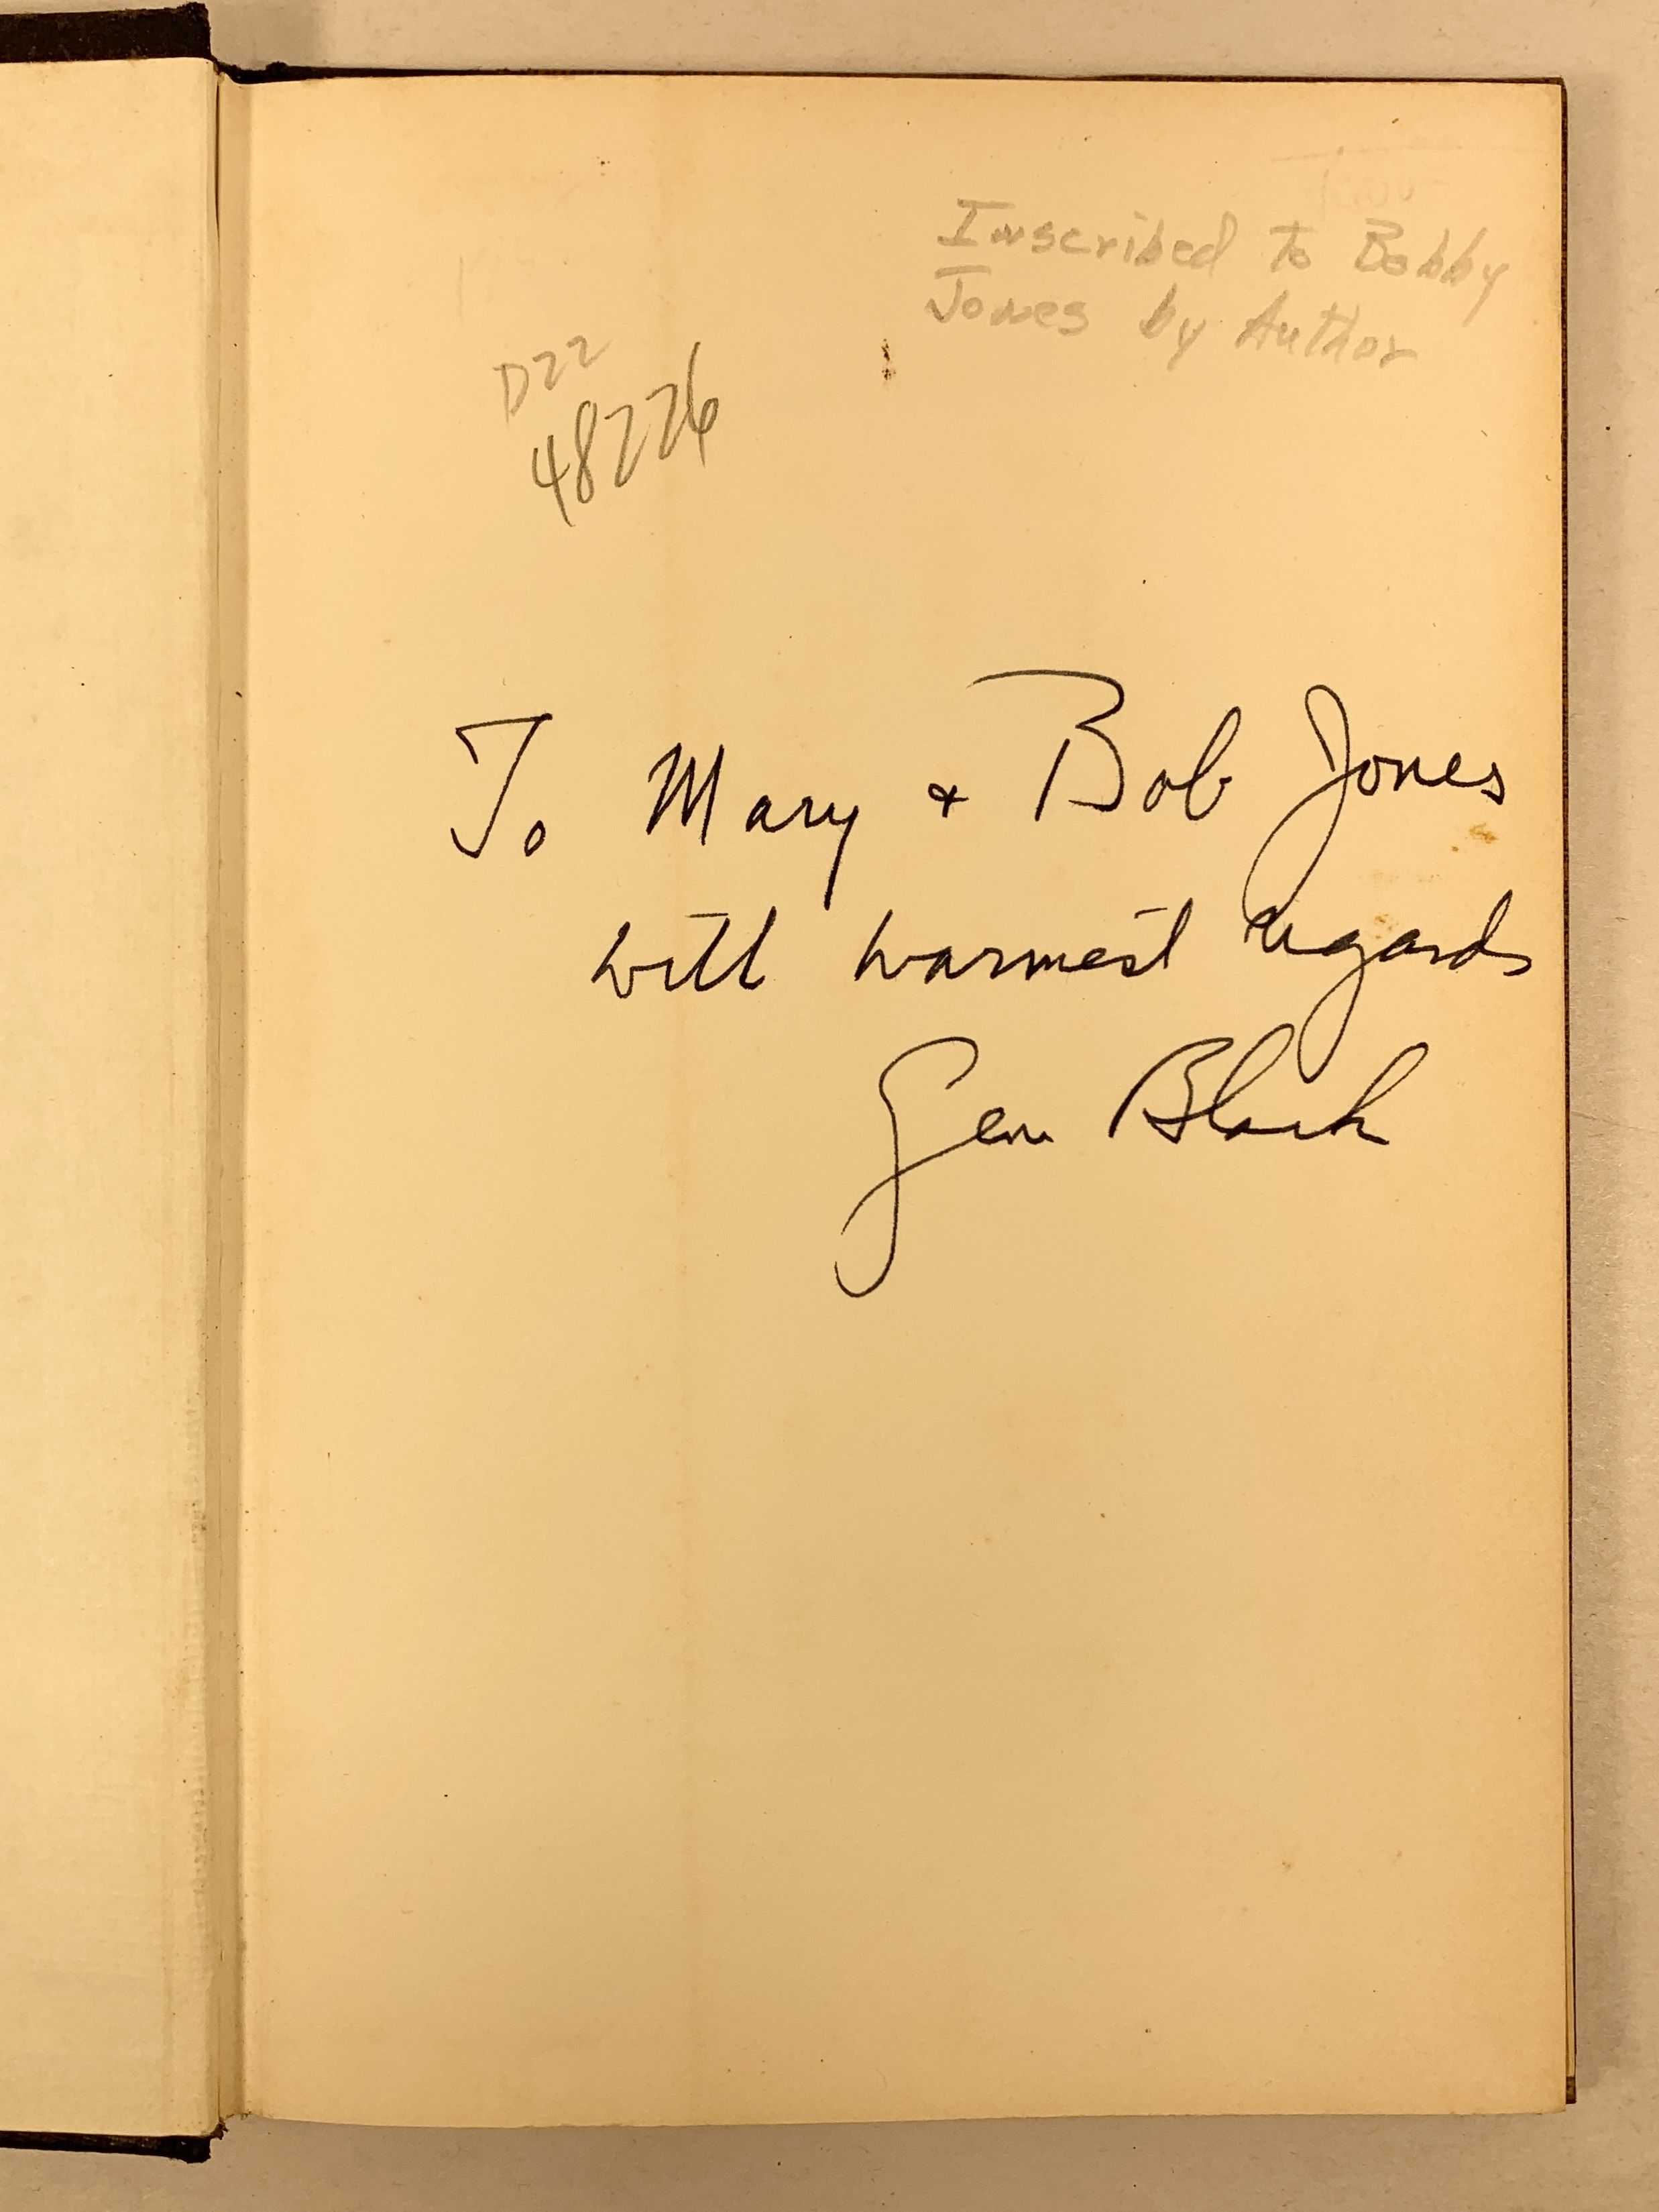 Inscribed to Bobby
Jones by Author
D22
48226
To Mary & Bob Jones
with warmest regards
Gene Black